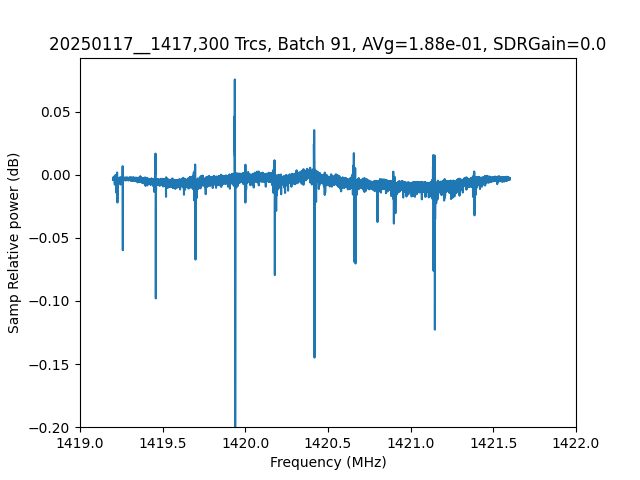 20250117__1417,300 Trcs, Batch 91, AVg=1.88e-01, SDRGain=0.0
Samp Relative power (dB)
0.05
0.00
−0.05
−0.10
−0.15
−0.20
1419.0 1419.5 1420.0 1420.5 1421.0 1421.5 1422.0
Frequency (MHz)